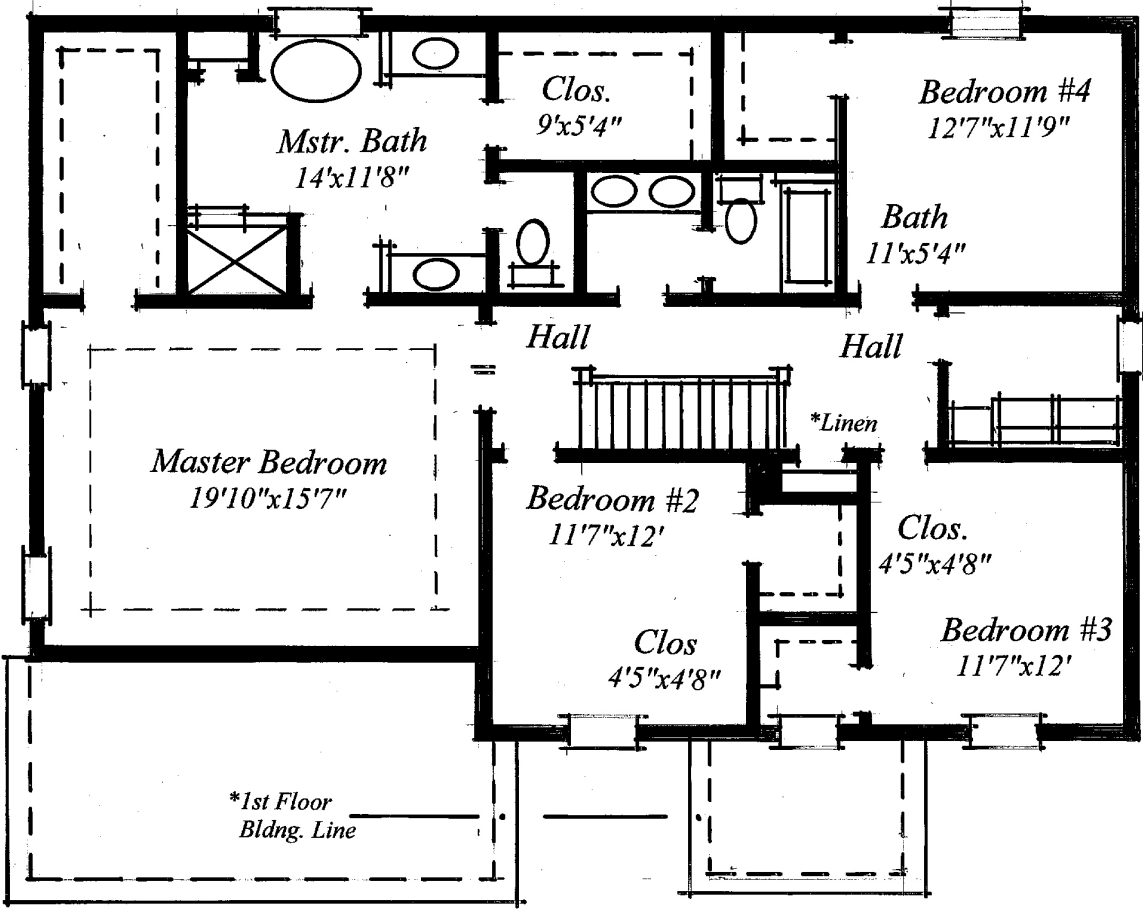 Clos.
9'x5'4"
Bedroom #4
12'7"x11'9"
Mstr. Bath
14'x11'8"
Bath
11'x5'4"
Hall
Hall
*Linen
Master Bedroom
19'10"x15'7"
Bedroom #2
11'7"x12'
Clos.
4'5"x4'8"
Clos
4'5"x4'8"
Bedroom #3
11'7"x12'
*1st Floor
Bldng. Line